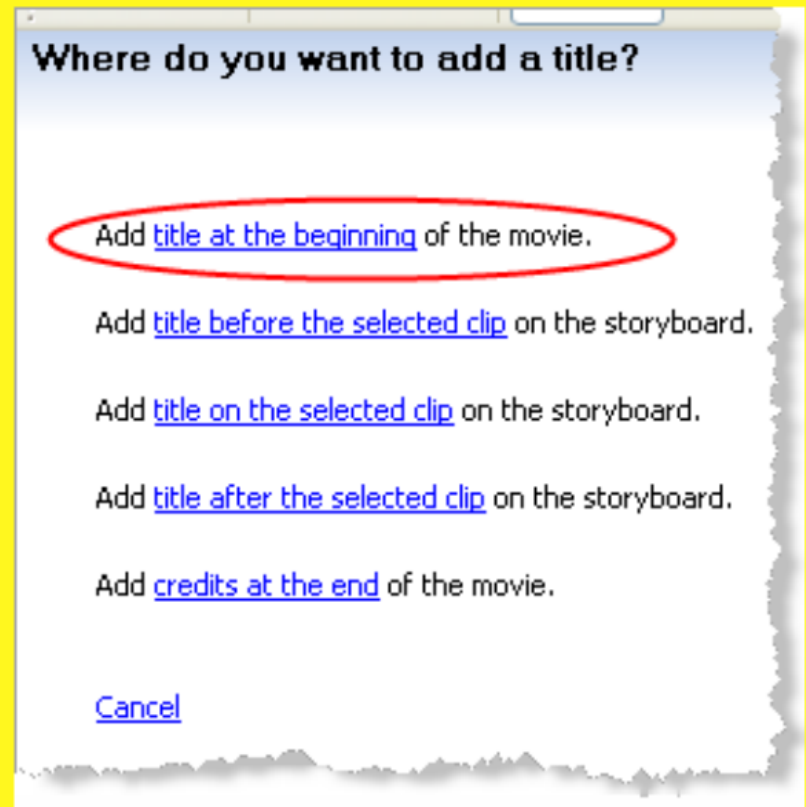 Where do you want to add a title?
Add title at the beginning of the movie.
Add title before the selected clip on the storyboard.
Add title on the selected clip on the storyboard.
Add title after the selected clip on the storyboard.
Add credits at the end of the movie.
Cancel